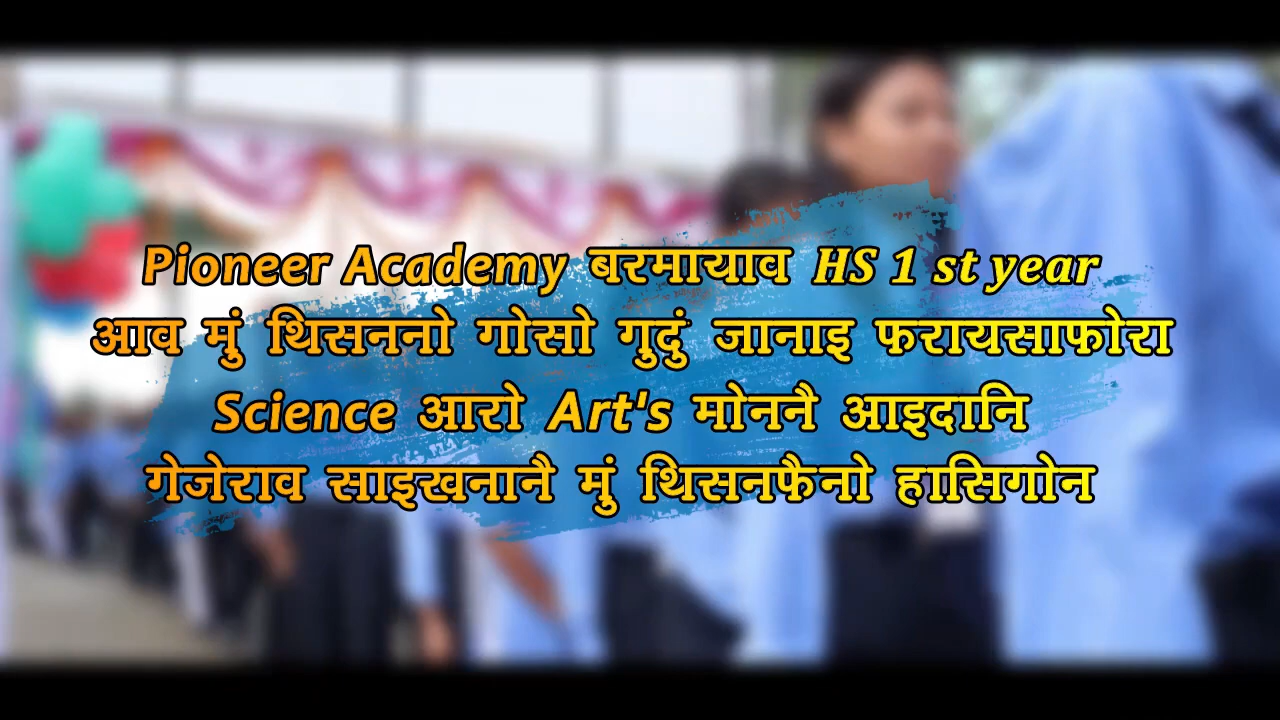 Pioneer Academy बरमायाव HS 1 st year
आव मुं थिसननो गोसो गुदुं जानाइ फरायसाफोरा
Science आरो Art's मोननै आइदानि
गेजेराव साइखनानै मुं थिसनफैनो हासिगोन